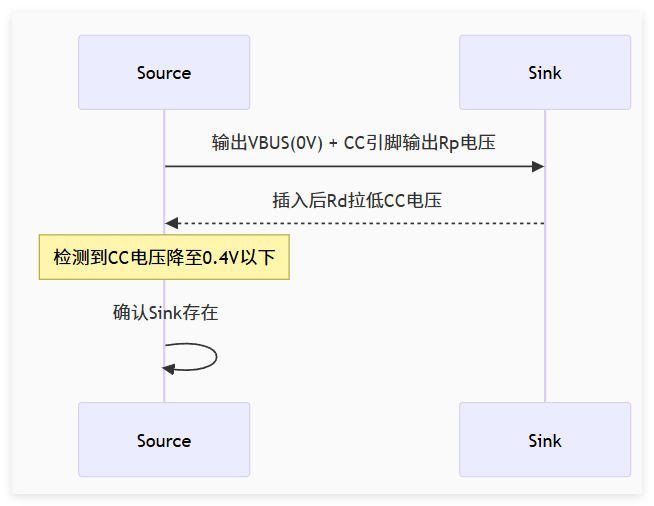 Source
Sink
输出VBUS(0V) + CC引脚输出Rp电压
插入后Rd拉低CC电压
检测到CC电压降至0.4V以下
确认Sink存在
Source
Sink